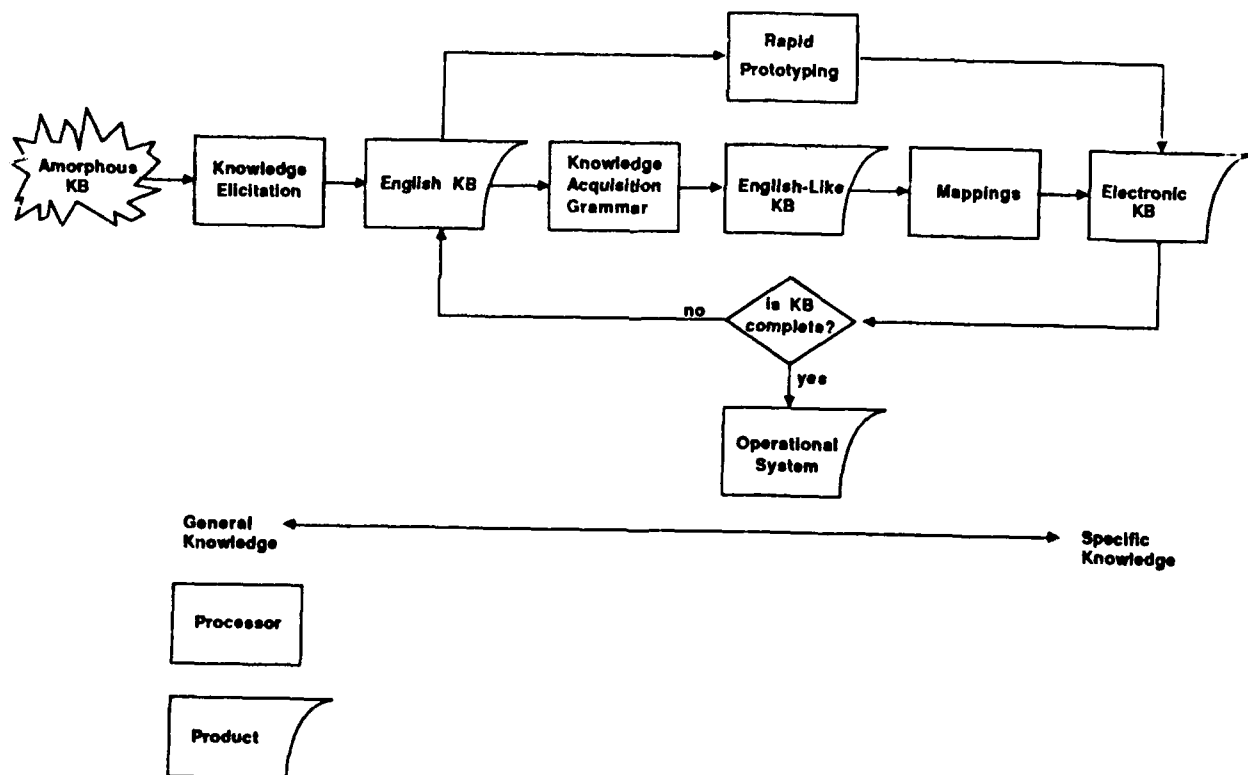 Rapid
Prototyping
Amorphous
KB
Knowledge
Elicitation
English KB
Knowledge
Acquisition
Grammar
English-Like
KB
Mappings
Electronic
KB
no
Is KB
complete?
yes
Operational
System
General
Knowledge
Specific
Knowledge
Processor
Product